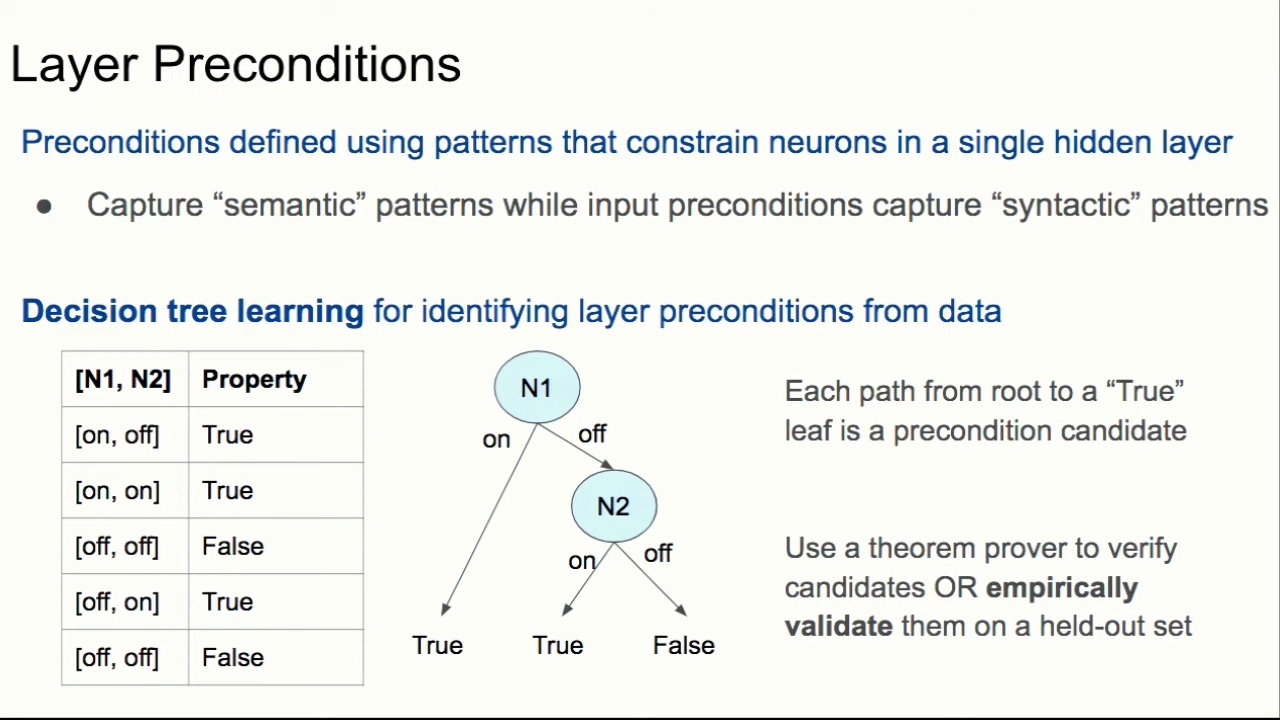 Layer Preconditions
Preconditions defined using patterns that constrain neurons in a single hidden layer
● Capture “semantic” patterns while input preconditions capture “syntactic” patterns
Decision tree learning for identifying layer preconditions from data
[N1, N2] Property
[on, off] True
[on, on] True
[off, off] False
[off, on] True
[off, off] False
N1
on off
N2
on off
True True False
Each path from root to a “True”
leaf is a precondition candidate
Use a theorem prover to verify
candidates OR empirically
validate them on a held-out set